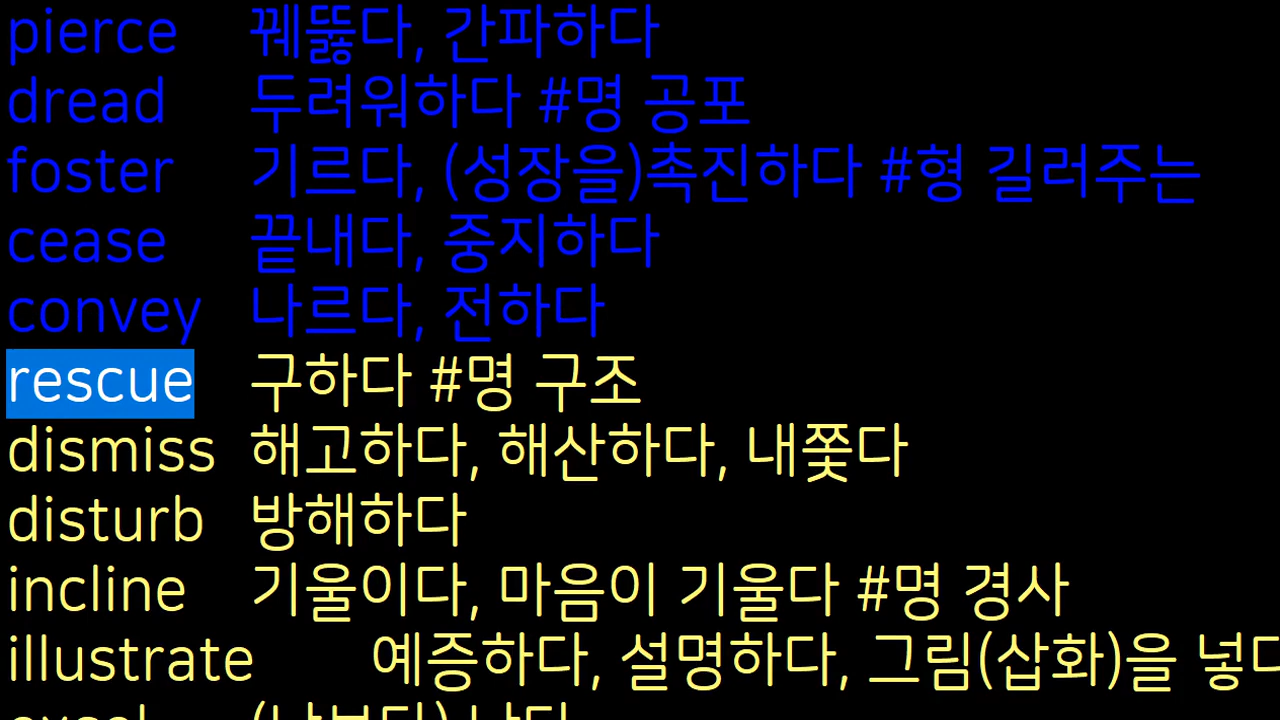 pierce 꿰뚫다, 간파하다
dread 두려워하다 #명 공포
foster 기르다, (성장을)촉진하다 #형 길러주는
cease 끝내다, 중지하다
convey 나르다, 전하다
rescue 구하다 #명 구조
dismiss 해고하다, 해산하다, 내쫓다
disturb 방해하다
incline 기울이다, 마음이 기울다 #명 경사
illustrate 예증하다, 설명하다, 그림(삽화)을 넣다